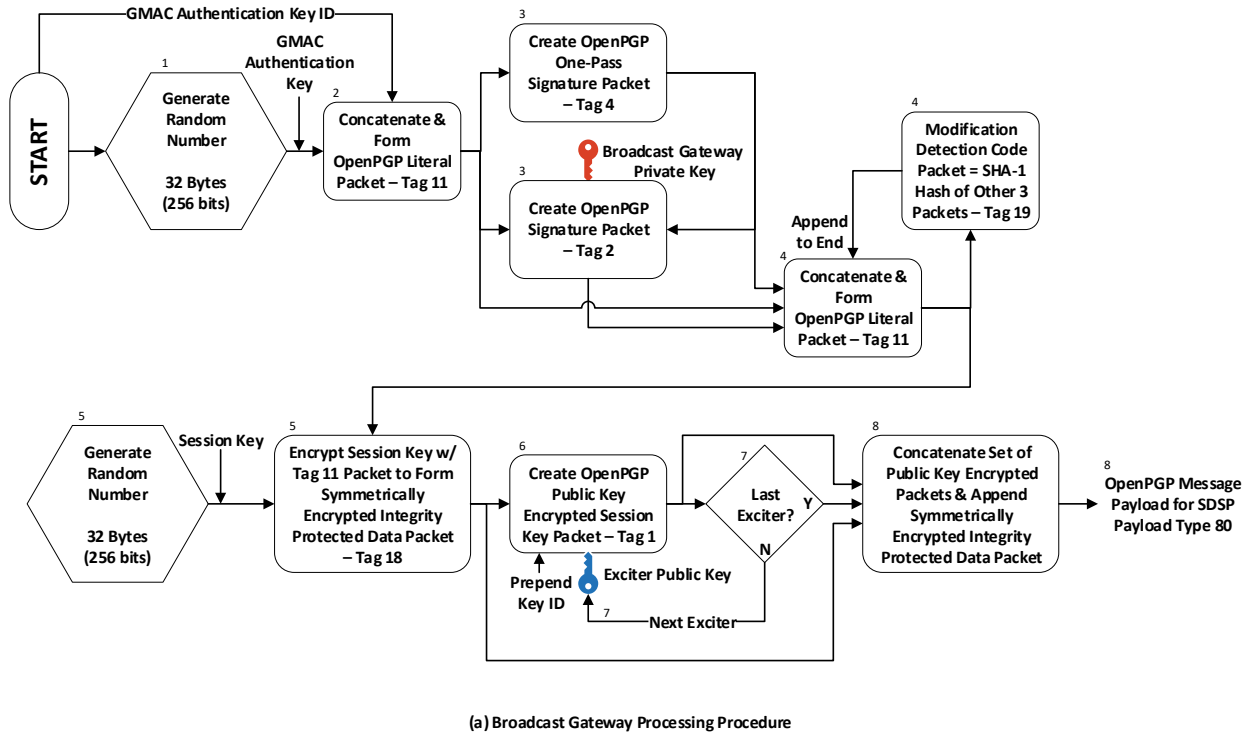 GMAC Authentication Key ID
START
1
Generate
Random
Number
32 Bytes
(256 bits)
GMAC
Authentication
Key
2
Concatenate &
Form
OpenPGP Literal
Packet – Tag 11
3
Create OpenPGP
One-Pass
Signature Packet
– Tag 4
Broadcast Gateway
Private Key
3
Create OpenPGP
Signature Packet
– Tag 2
4
Modification
Detection Code
Packet = SHA-1
Hash of Other 3
Packets – Tag 19
Append
to End
4
Concatenate &
Form
OpenPGP Literal
Packet – Tag 11
5
Generate
Random
Number
32 Bytes
(256 bits)
Session Key
5
Encrypt Session Key w/
Tag 11 Packet to Form
Symmetrically
Encrypted Integrity
Protected Data Packet
– Tag 18
6
Create OpenPGP
Public Key
Encrypted Session
Key Packet – Tag 1
Prepend
Key ID
Exciter Public Key
7
Last
Exciter?
Y
N
7
Next Exciter
8
Concatenate Set of
Public Key Encrypted
Packets & Append
Symmetrically
Encrypted Integrity
Protected Data Packet
8
OpenPGP Message
Payload for SDSP
Payload Type 80
(a) Broadcast Gateway Processing Procedure